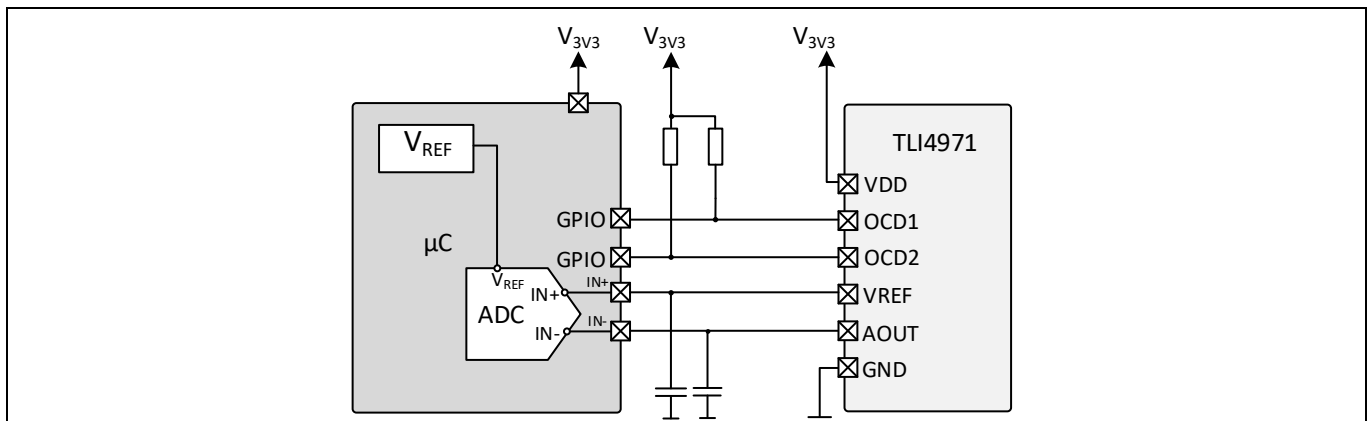 V3V3 V3V3 V3V3
VREF
TLI4971
VDD
GPIO OCD1
µC
GPIO OCD2
VREF
IN+ IN+ VREF
ADC
IN- IN- AOUT
GND